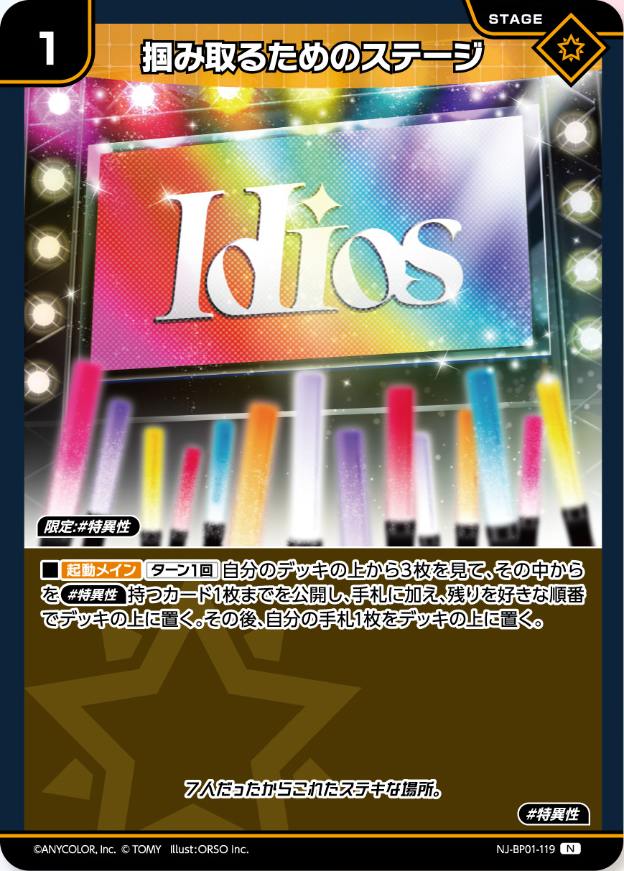 1
STAGE
掴み取るためのステージ
Idios
限定:#特異性
■ 起動メイン ターン1回 自分のデッキの上から3枚を見て、その中から
を #特異性 持つカード1枚までを公開し、手札に加え、残りを好きな順番
でデッキの上に置く。その後、自分の手札1枚をデッキの上に置く。
7人だったからこれたステキな場所。
#特異性
©ANYCOLOR, Inc. © TOMY Illust:ORSO Inc.
NJ-BP01-119 N